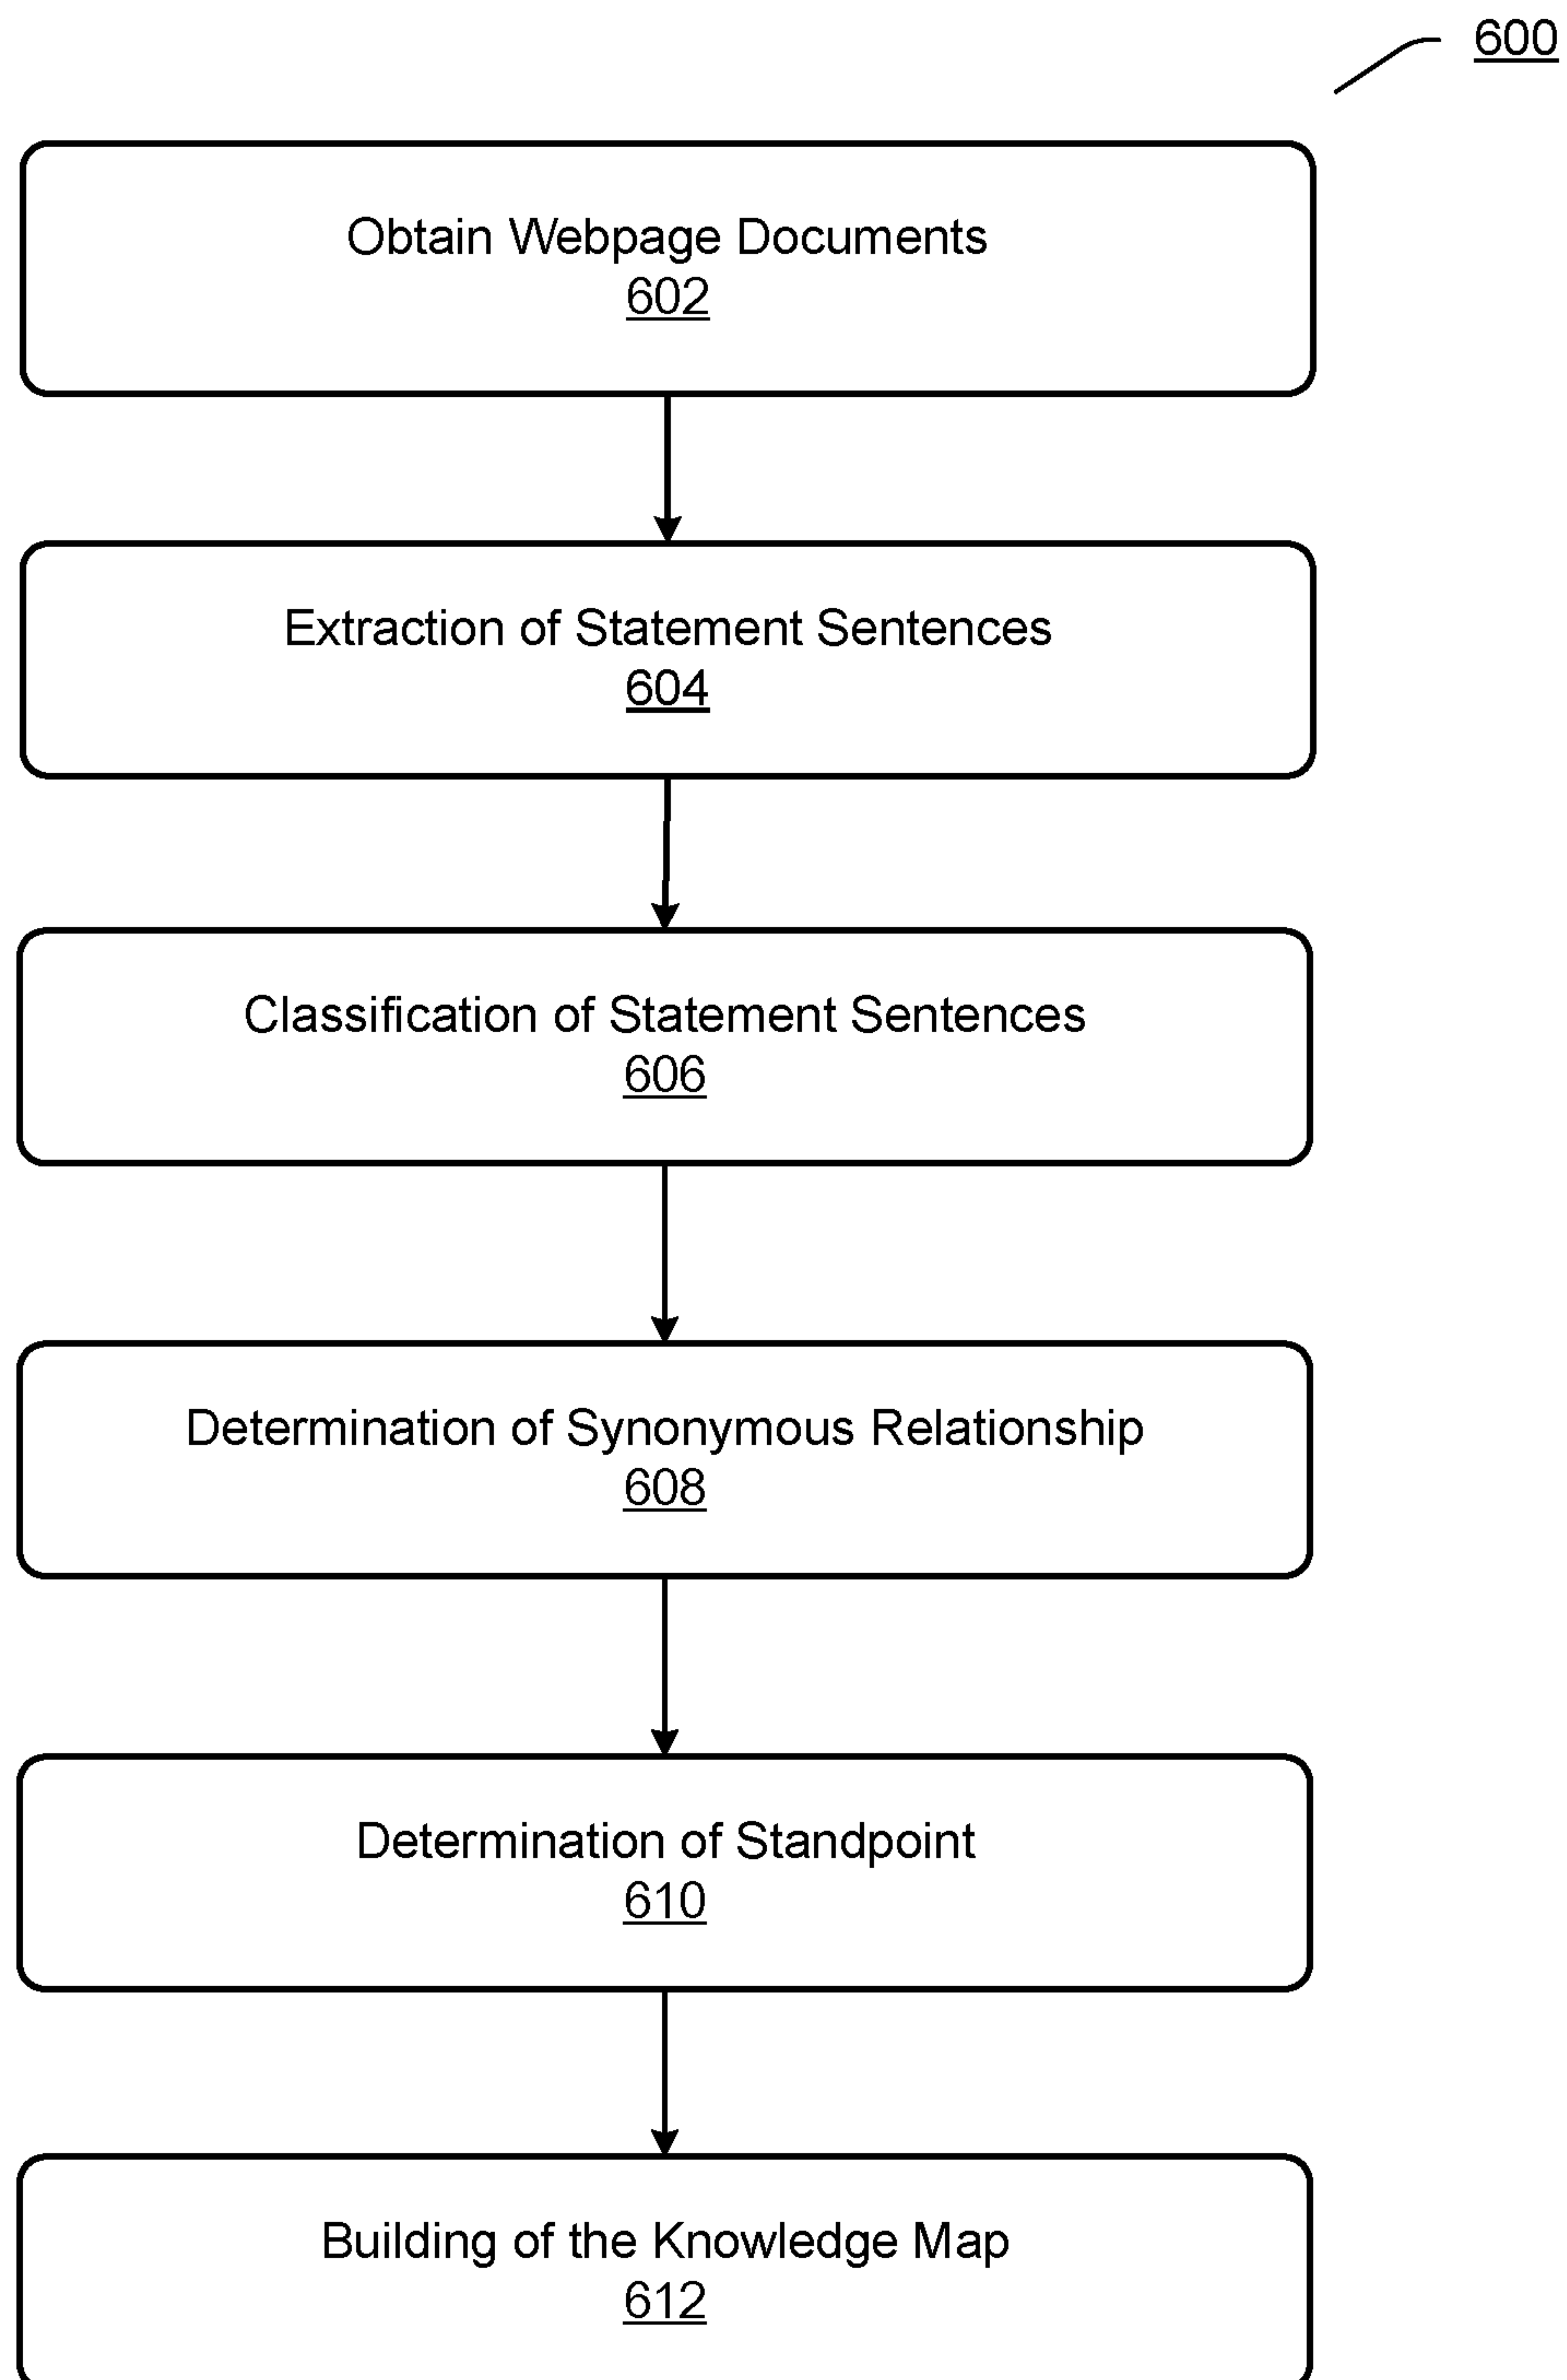 600
Obtain Webpage Documents
602
Extraction of Statement Sentences
604
Classification of Statement Sentences
606
Determination of Synonymous Relationship
608
Determination of Standpoint
610
Building of the Knowledge Map
612